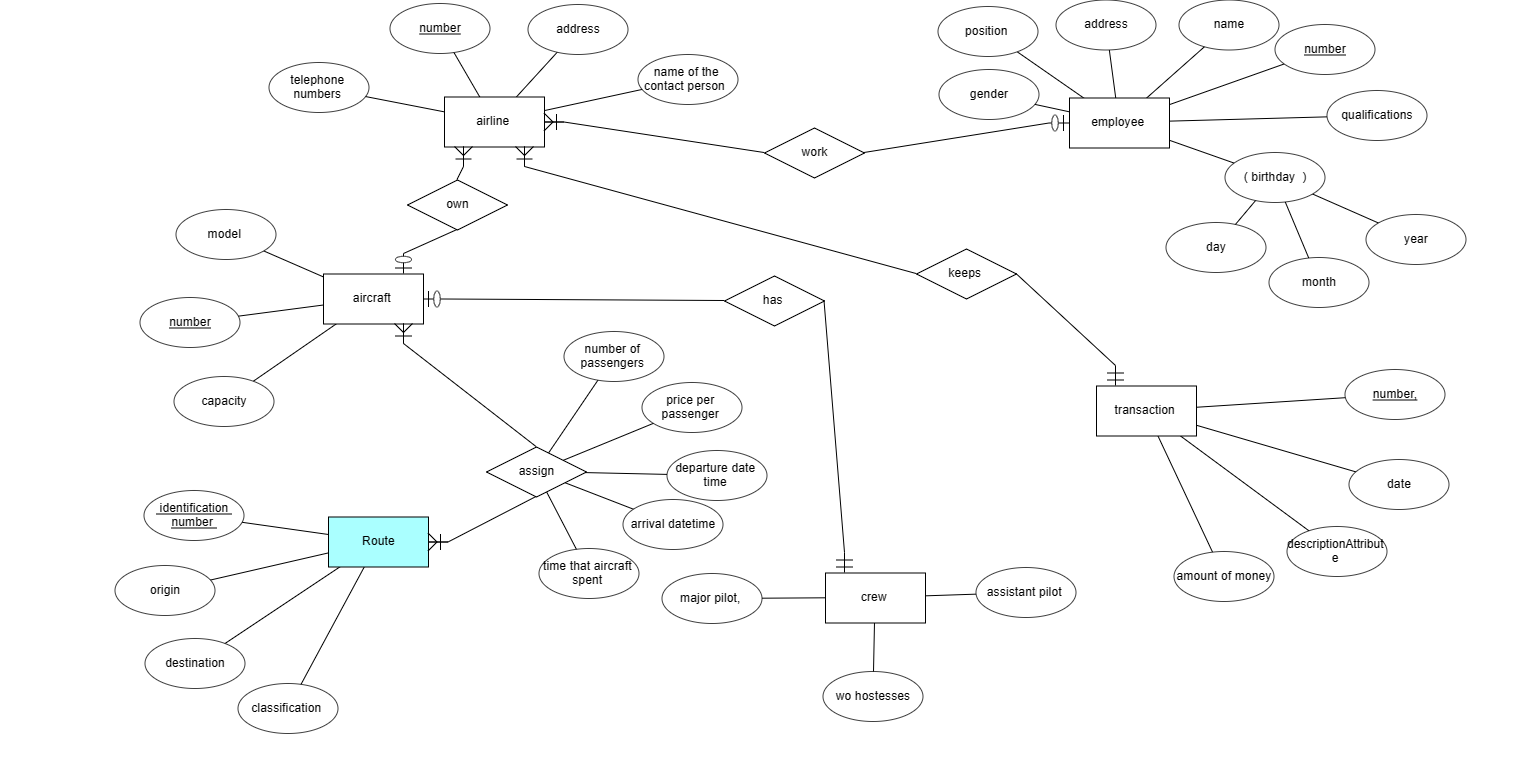 number
address
telephone
numbers
name of the
contact person
airline
position
address
name
number
gender
employee
qualifications
work
( birthday )
day
month
year
own
model
number
capacity
aircraft
has
keeps
number of
passengers
price per
passenger
departure date
time
arrival datetime
time that aircraft
spent
assign
transaction
number,
date
descriptionAttribut
e
amount of money
identification
number
Route
origin
destination
classification
major pilot,
crew
assistant pilot
wo hostesses